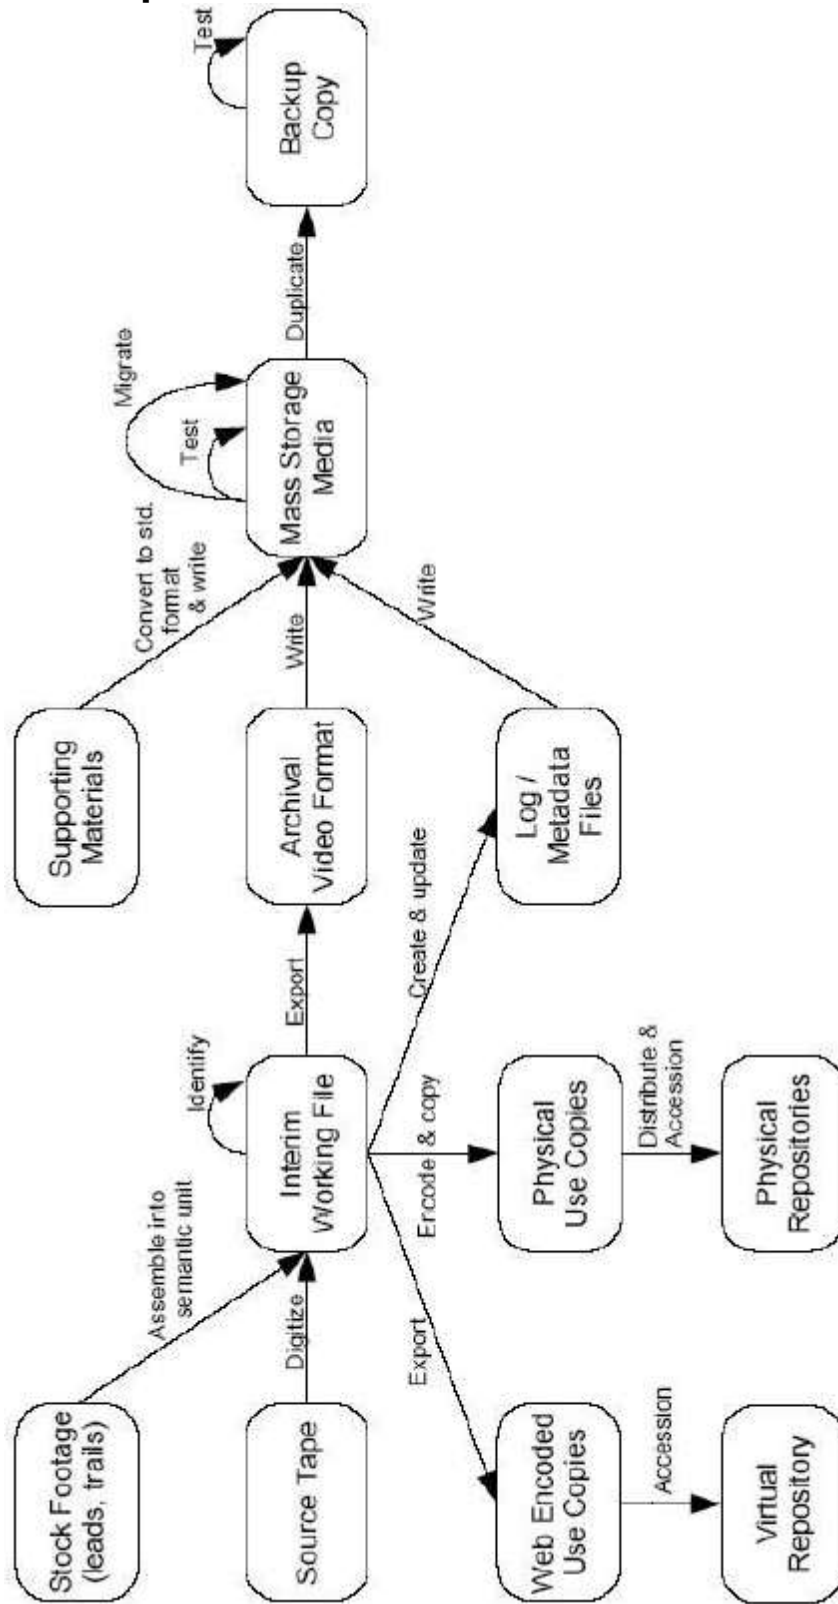 Stock Footage
(leads, trails)
Assemble into
semantic unit
Source Tape
Digitize
Interim
Working File
Identify
Export
Archival
Video Format
Write
Supporting
Materials
Convert to std.
format
& write
Mass Storage
Media
Test
Migrate
Duplicate
Backup
Copy
Test
Create & update
Log /
Metadata
Files
Write
Encode & copy
Physical
Use Copies
Distribute &
Accession
Physical
Repositories
Export
Web Encoded
Use Copies
Accession
Virtual
Repository